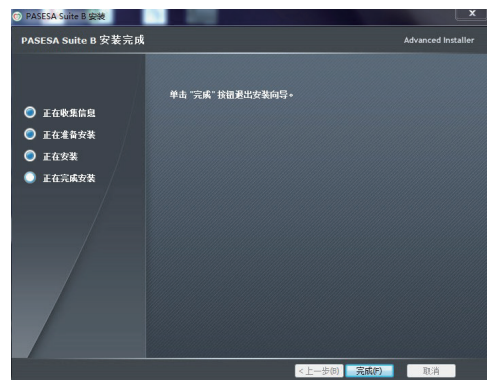 PASESA Suite B 安装
x
PASESA Suite B 安装完成
Advanced Installer
单击 "完成" 按钮退出安装向导。
正在收集信息
正在准备安装
正在安装
正在完成安装
<上一步(B) 完成(F) 取消